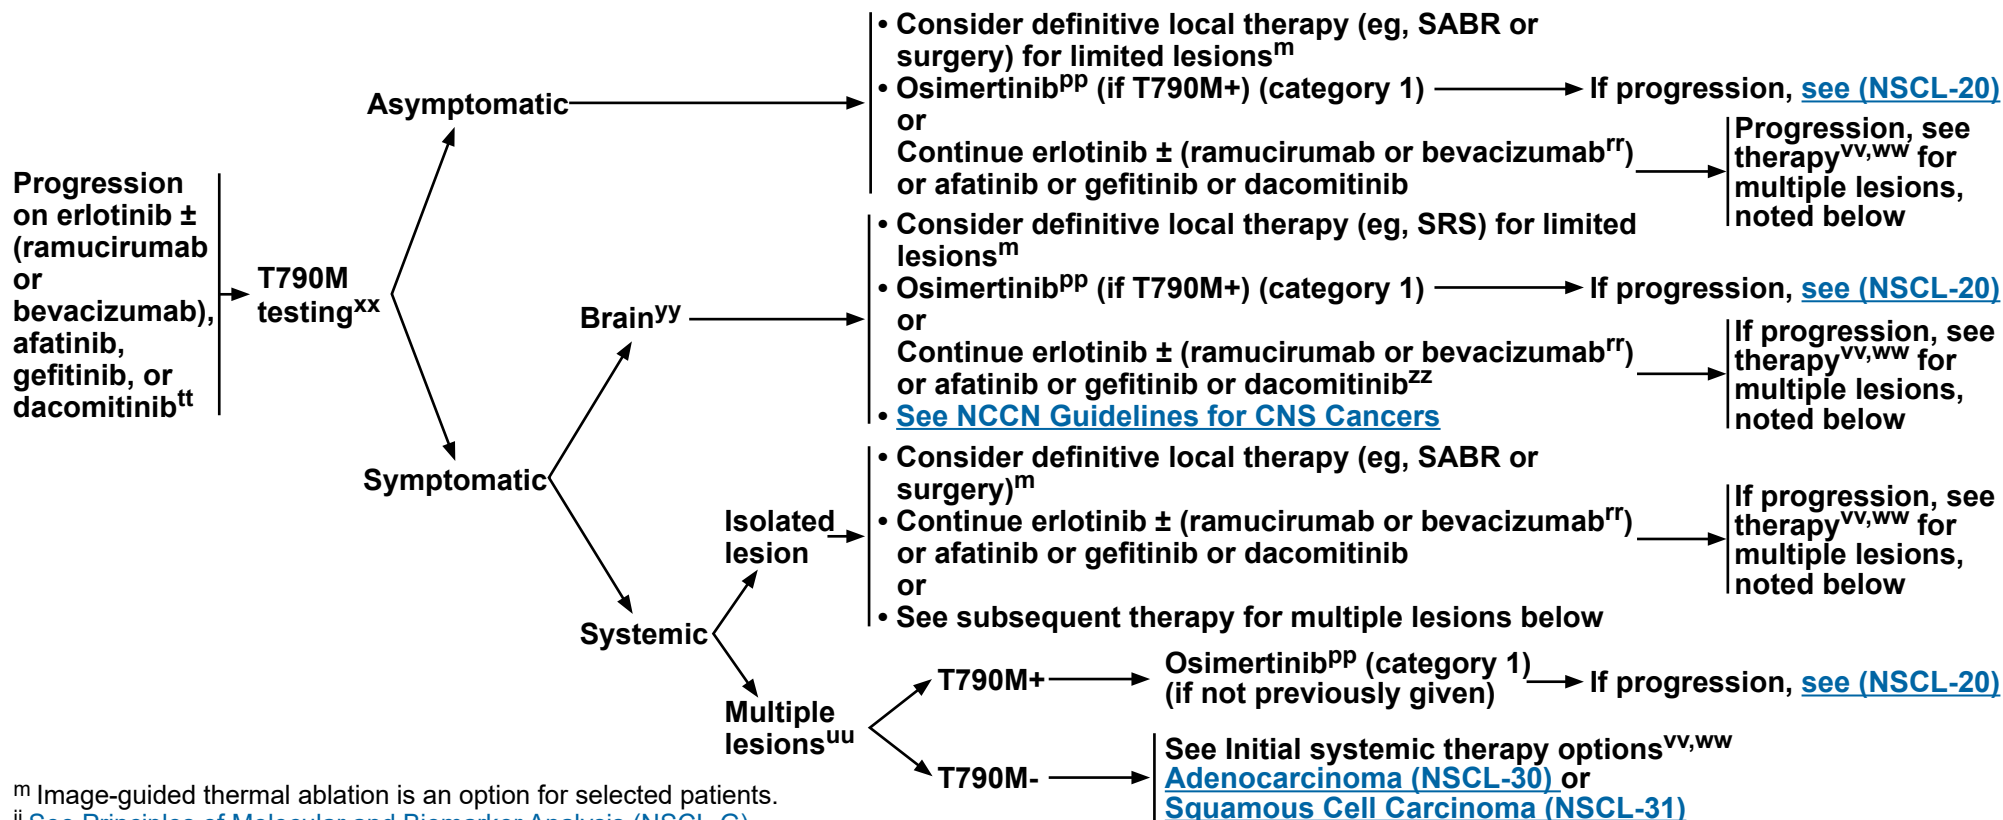 Progression
on erlotinib ±
(ramucirumab
or
bevacizumab),
afatinib,
gefitinib, or
dacomitinibtt
T790M
testingxx
Asymptomatic
• Consider definitive local therapy (eg, SABR or
surgery) for limited lesionsm
• Osimertinibpp (if T790M+) (category 1)
or
Continue erlotinib ± (ramucirumab or bevacizumabrr)
or afatinib or gefitinib or dacomitinib
If progression, see (NSCL-20)
Progression, see
therapyvv,ww for
multiple lesions,
noted below
Symptomatic
Brainyy
• Consider definitive local therapy (eg, SRS) for limited
lesionsm
• Osimertinibpp (if T790M+) (category 1)
or
Continue erlotinib ± (ramucirumab or bevacizumabrr)
or afatinib or gefitinib or dacomitinibzz
• See NCCN Guidelines for CNS Cancers
If progression, see (NSCL-20)
If progression, see
therapyvv,ww for
multiple lesions,
noted below
Systemic
Isolated
lesion
• Consider definitive local therapy (eg, SABR or
surgery)m
• Continue erlotinib ± (ramucirumab or bevacizumabrr)
or afatinib or gefitinib or dacomitinib
or
• See subsequent therapy for multiple lesions below
If progression, see
therapyvv,ww for
multiple lesions,
noted below
Multiple
lesionsuu
T790M+
Osimertinibpp (category 1)
(if not previously given)
If progression, see (NSCL-20)
T790M-
See Initial systemic therapy optionsvv,ww
Adenocarcinoma (NSCL-30) or
Squamous Cell Carcinoma (NSCL-31)
m Image-guided thermal ablation is an option for selected patients.
See Principles of Molecular and Biomarker Analysis (NSCL-G)